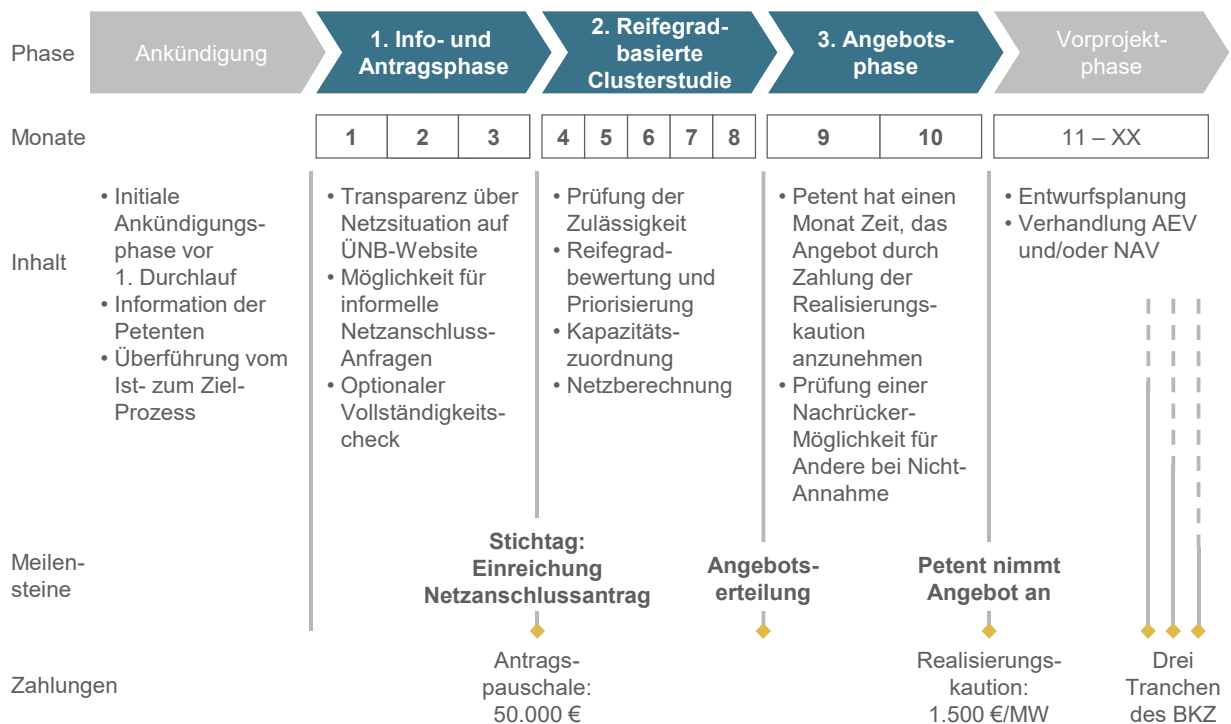 Phase
Ankündigung
1. Info- und
Antragsphase
2. Reifegrad-
basierte
Clusterstudie
3. Angebots-
phase
Vorprojekt-
phase
Monate
1 2 3 4 5 6 7 8 9 10 11 – XX
Inhalt
• Initiale
Ankündigungs-
phase vor
1. Durchlauf
• Information der
Petenten
• Überführung vom
Ist- zum Ziel-
Prozess
• Transparenz über
Netzsituation auf
ÜNB-Website
• Möglichkeit für
informelle
Netzanschluss-
Anfragen
• Optionaler
Vollständigkeits-
check
• Prüfung der
Zulässigkeit
• Reifegrad-
bewertung und
Priorisierung
• Kapazitäts-
zuordnung
• Netzberechnung
• Petent hat einen
Monat Zeit, das
Angebot durch
Zahlung der
Realisierungs-
kaution
anzunehmen
• Prüfung einer
Nachrücker-
Möglichkeit für
Andere bei Nicht-
Annahme
• Entwurfsplanung
• Verhandlung AEV
und/oder NAV
Meilen-
steine
Stichtag:
Einreichung
Netzanschlussantrag
Angebots-
erteilung
Petent nimmt
Angebot an
Zahlungen
Antrags-
pauschale:
50.000 €
Realisierungs-
kaution:
1.500 €/MW
Drei
Tranchen
des BKZ